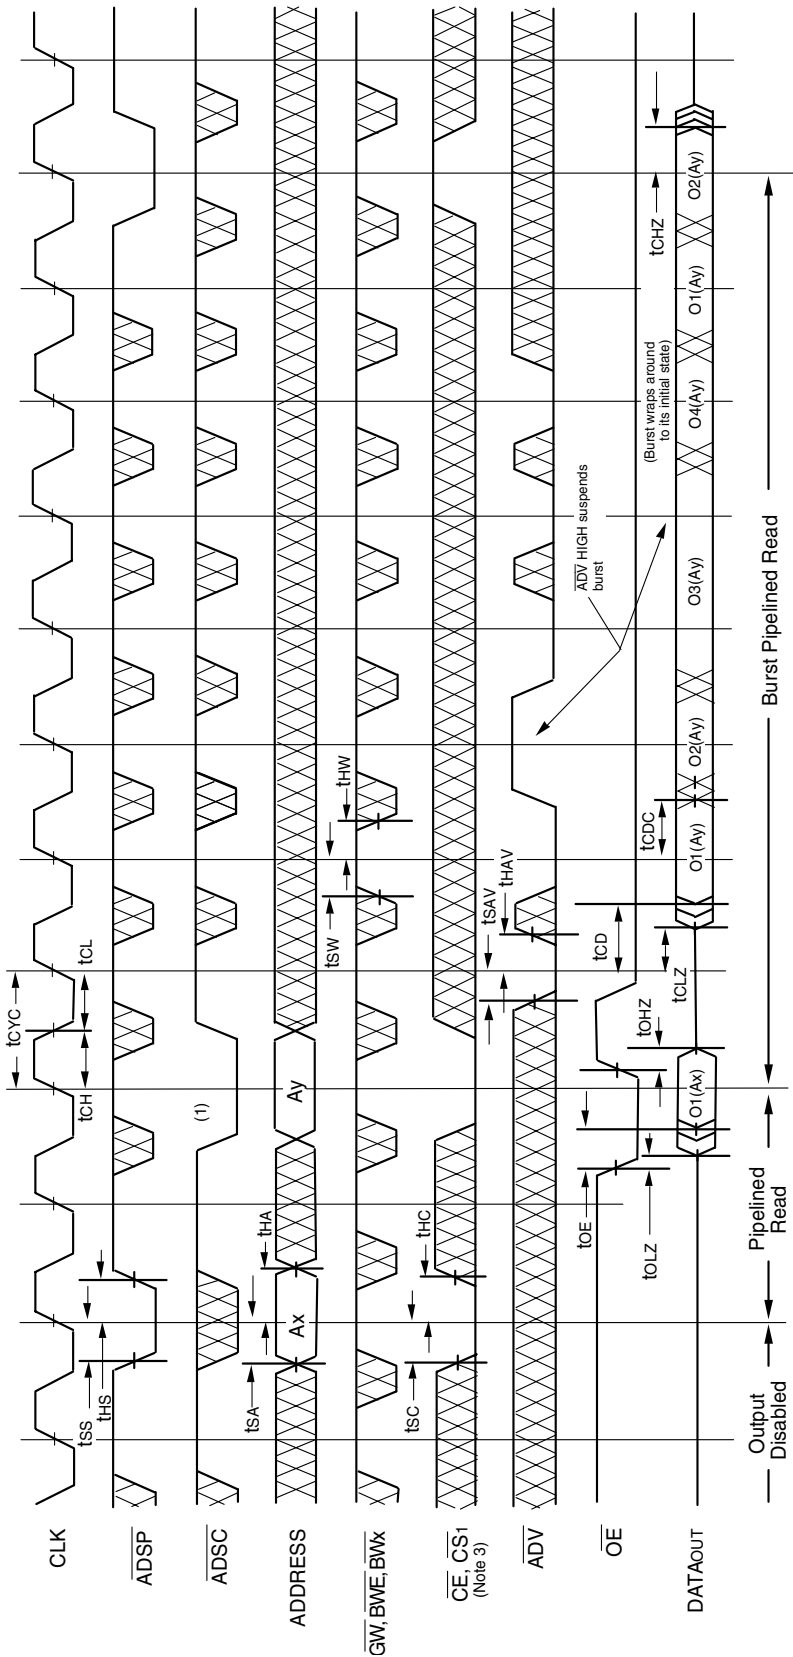 CLK
tCYC
tCH
tCL
ADSP
tSS
tHS
ADSC
(1)
ADDRESS
tSA
tHA
Ax
Ay
GW, BWE, BWx
tSW
tHW
CE, CS1
(Note 3)
tSC
tHC
ADV
tSAV
tHAV
ADV HIGH suspends
burst
OE
tOE
tOLZ
tOHZ
tCD
tCLZ
tCDC
tCHZ
(Burst wraps around
to its initial state)
DATAOUT
O1(Ax)
O1(Ay)
O2(Ay)
O3(Ay)
O4(Ay)
O1(Ay)
O2(Ay)
Output
Disabled
Pipelined
Read
Burst Pipelined Read